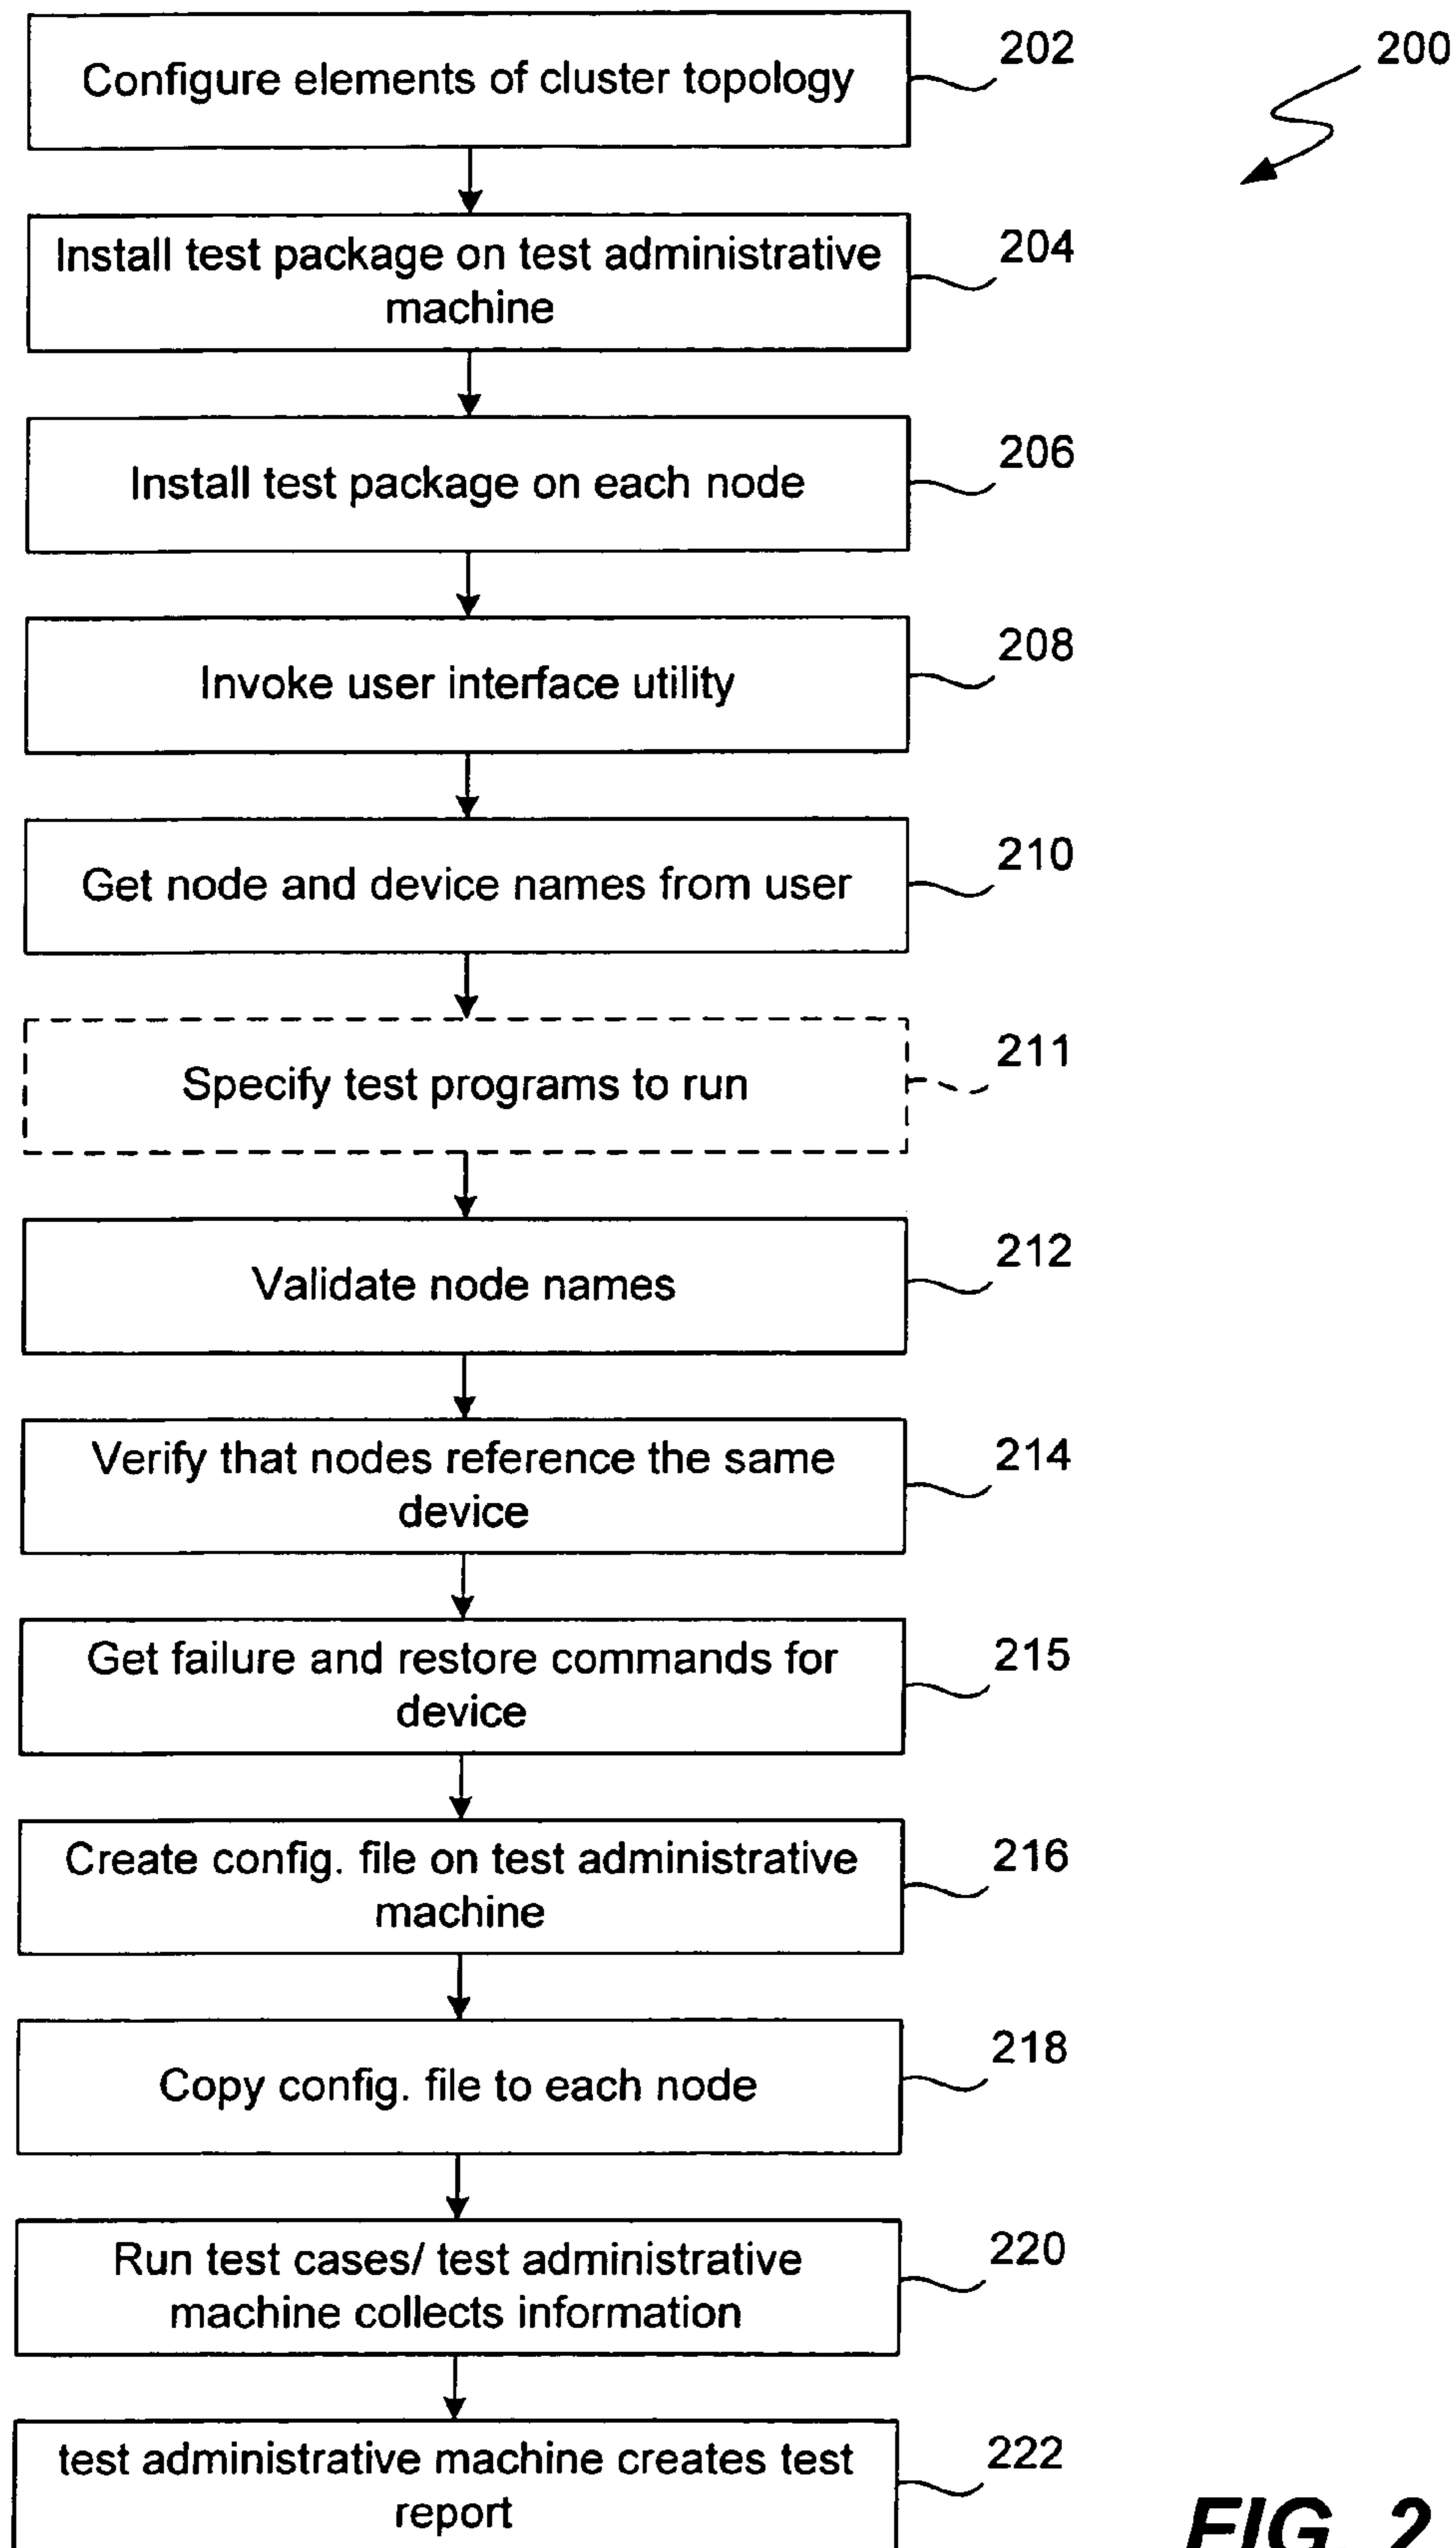 200
Configure elements of cluster topology
202
Install test package on test administrative
machine
204
Install test package on each node
206
Invoke user interface utility
208
Get node and device names from user
210
Specify test programs to run
211
Validate node names
212
Verify that nodes reference the same
device
214
Get failure and restore commands for
device
215
Create config. file on test administrative
machine
216
Copy config. file to each node
218
Run test cases/ test administrative
machine collects information
220
test administrative machine creates test
report
222
FIG. 2